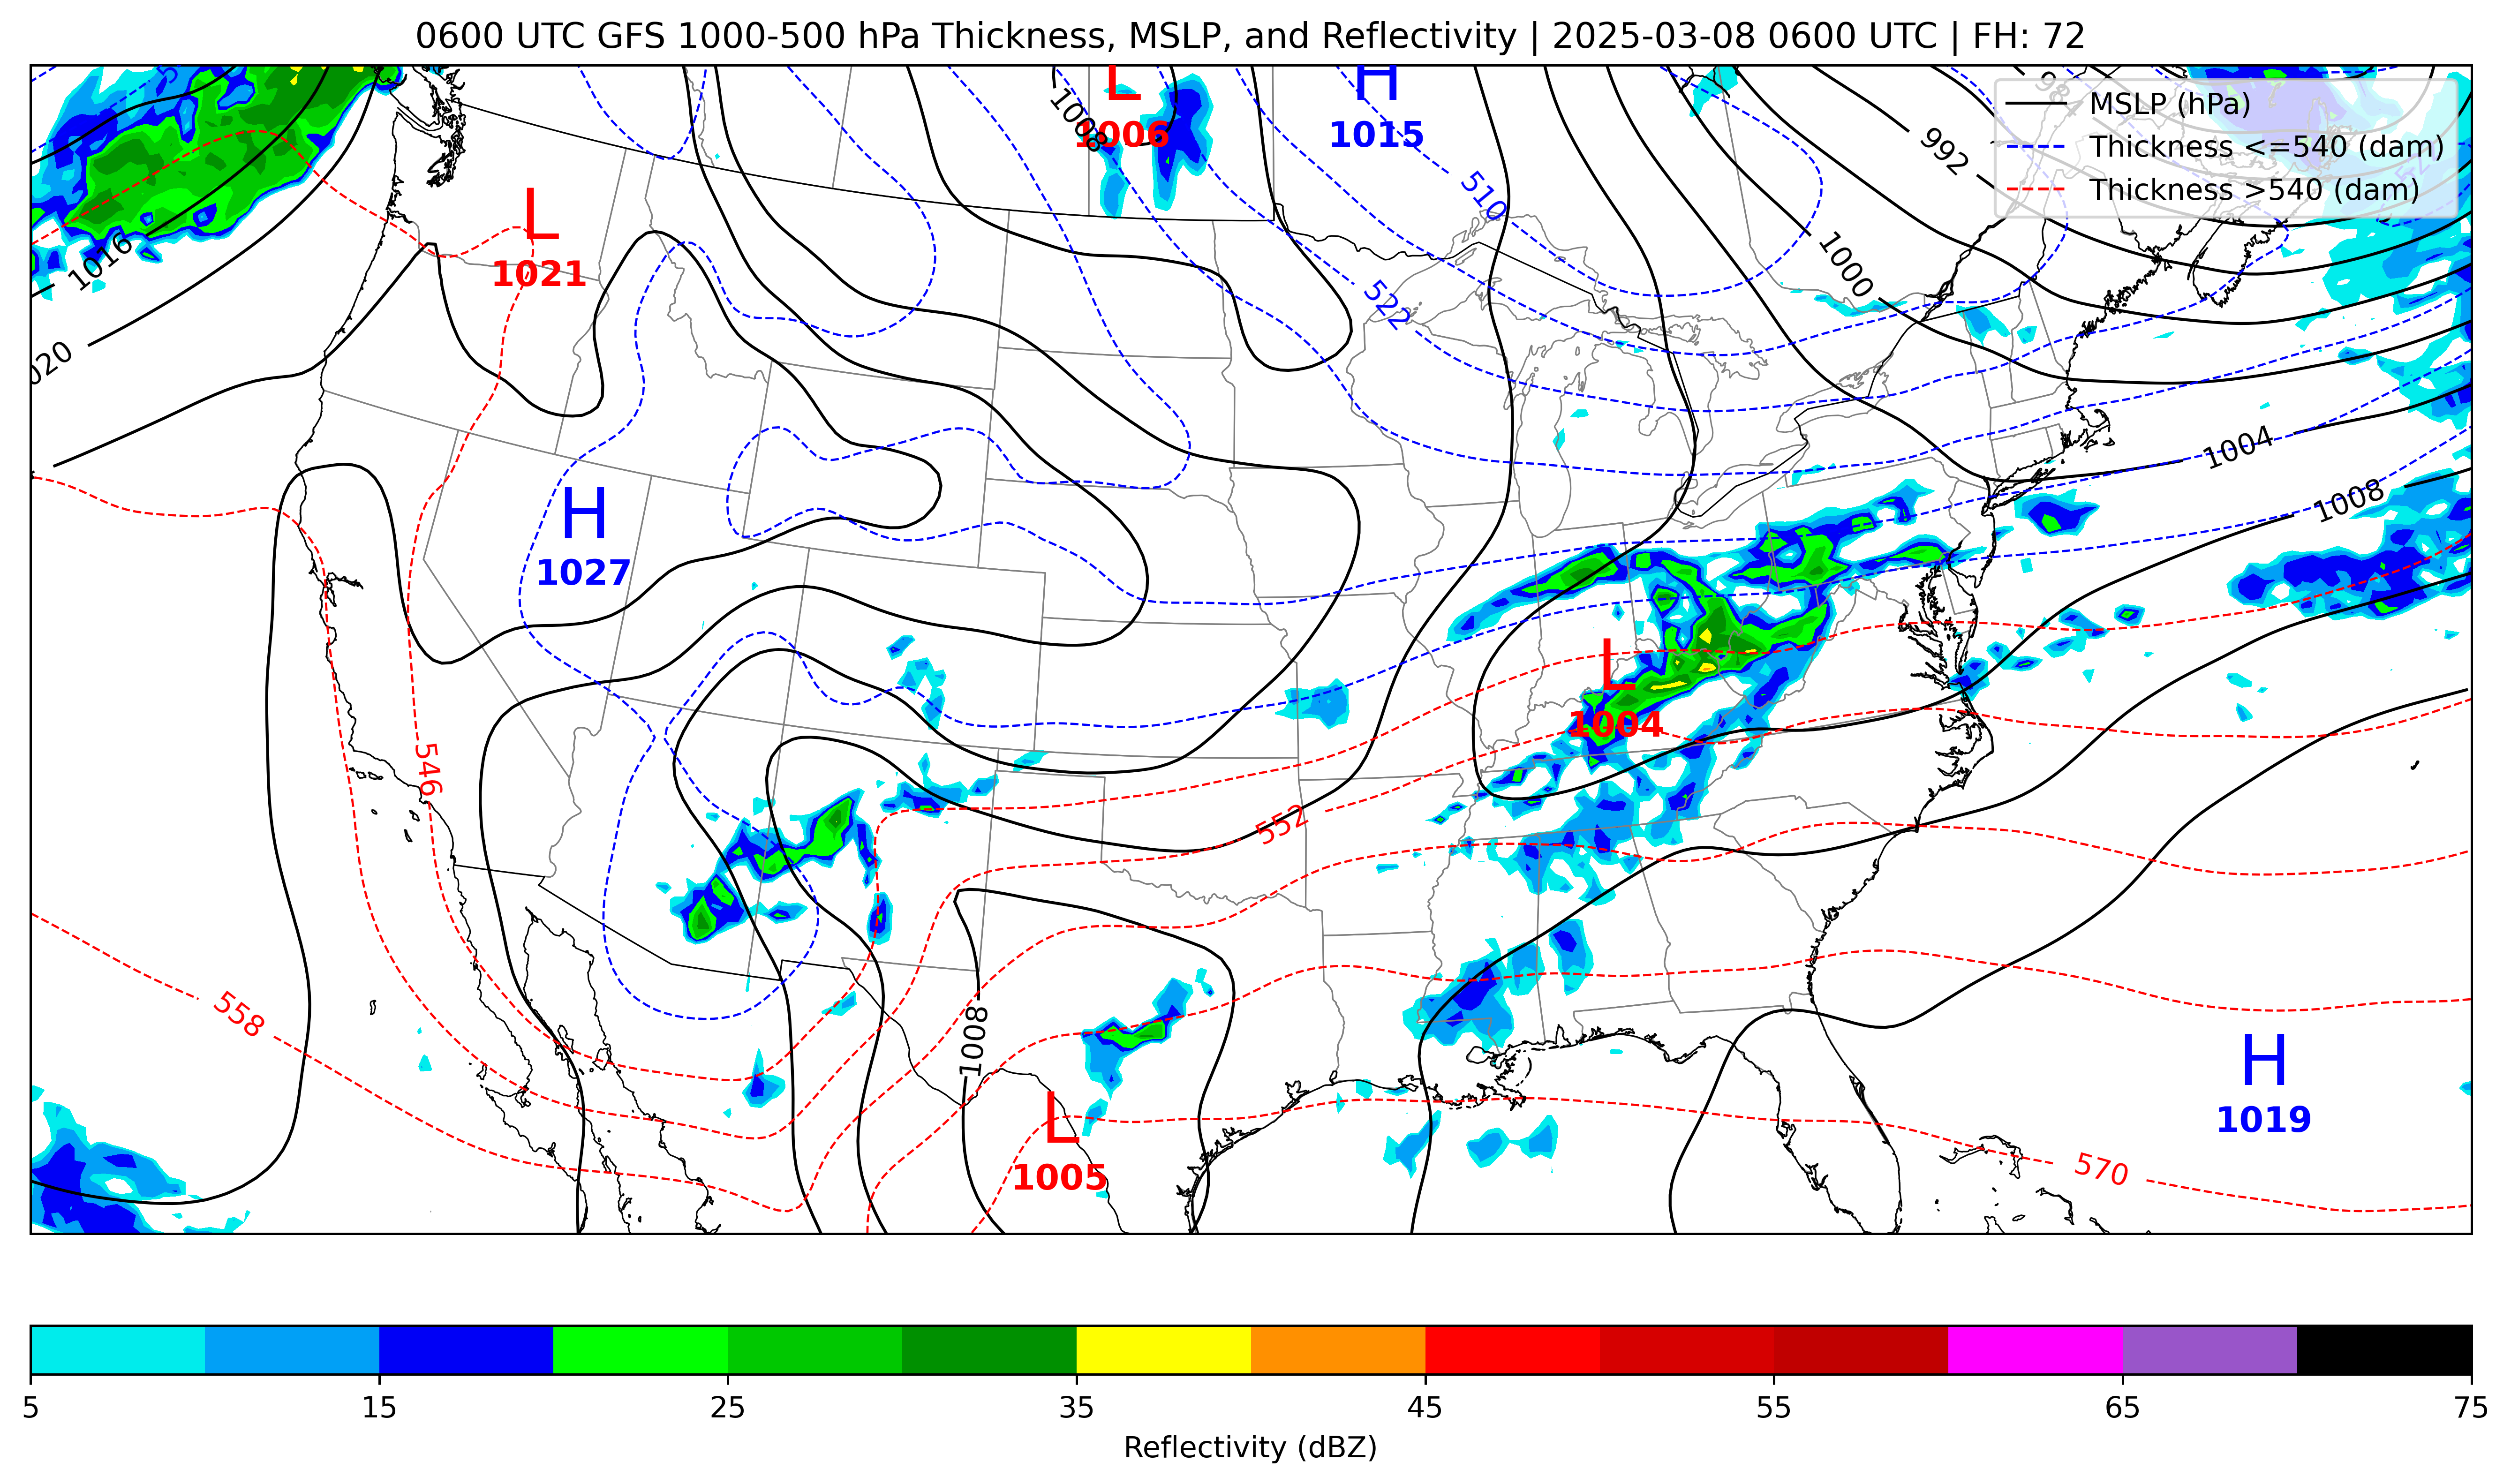 0600 UTC GFS 1000-500 hPa Thickness, MSLP, and Reflectivity | 2025-03-08 0600 UTC | FH: 72
MSLP (hPa)
Thickness <=540 (dam)
Thickness >540 (dam)
L
1006
1008
H
1015
992
510
L
1021
1016
1000
522
020
1004
1008
H
1027
L
1004
546
552
558
1008
L
1005
H
1019
570
5
15
25
35
45
55
65
75
Reflectivity (dBZ)